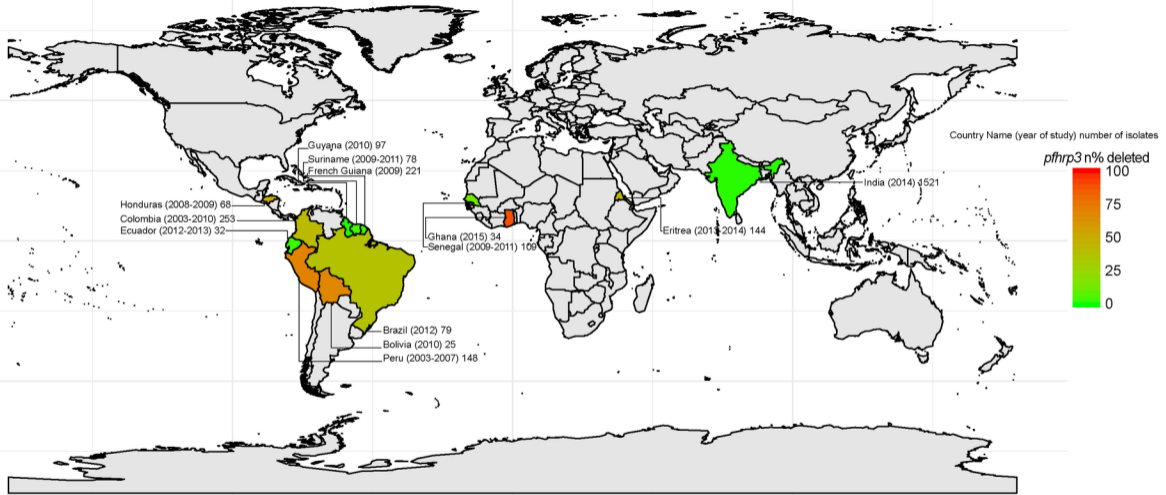 Country Name (year of study) number of isolates
pfhrp3 n% deleted
100
75
50
25
0
Guyana (2010) 97
Suriname (2009-2011) 78
French Guiana (2009) 221
Honduras (2008-2009) 68
Colombia (2003-2010) 253
Ecuador (2012-2013) 32
India (2014) 1521
Eritrea (2013-2014) 144
Ghana (2015) 34
Senegal (2009-2011) 109
Brazil (2012) 79
Bolivia (2010) 25
Peru (2003-2007) 148